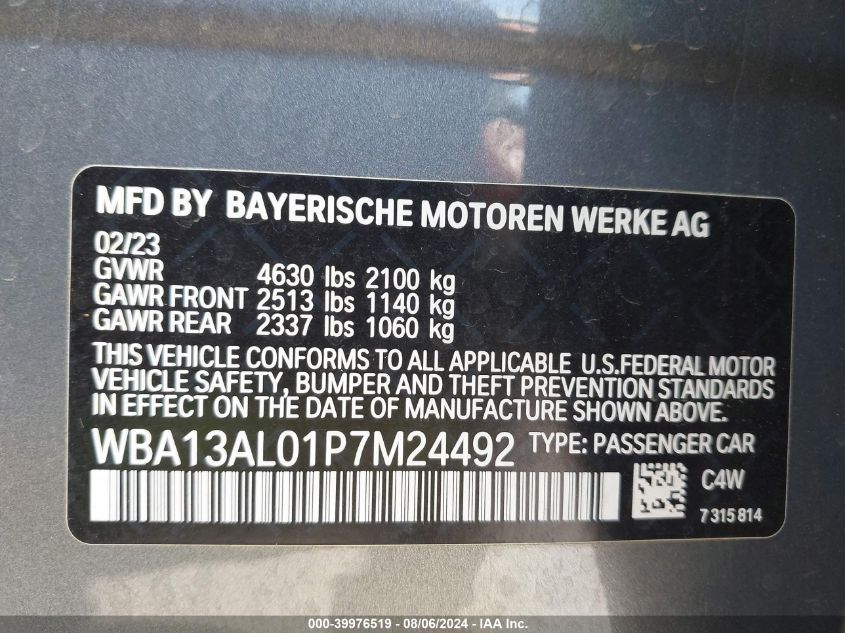 MFD BY BAYERISCHE MOTOREN WERKE AG
02/23
GVWR 4630 lbs 2100 kg
GAWR FRONT 2513 lbs 1140 kg
GAWR REAR 2337 lbs 1060 kg
THIS VEHICLE CONFORMS TO ALL APPLICABLE U.S.FEDERAL MOTOR
VEHICLE SAFETY, BUMPER AND THEFT PREVENTION STANDARDS
IN EFFECT ON THE DATE OF MANUFACTURE SHOWN ABOVE.
WBA13AL01P7M24492 TYPE: PASSENGER CAR
C4W
7 315 814
000-39976519 - 08/06/2024 - IAA Inc.